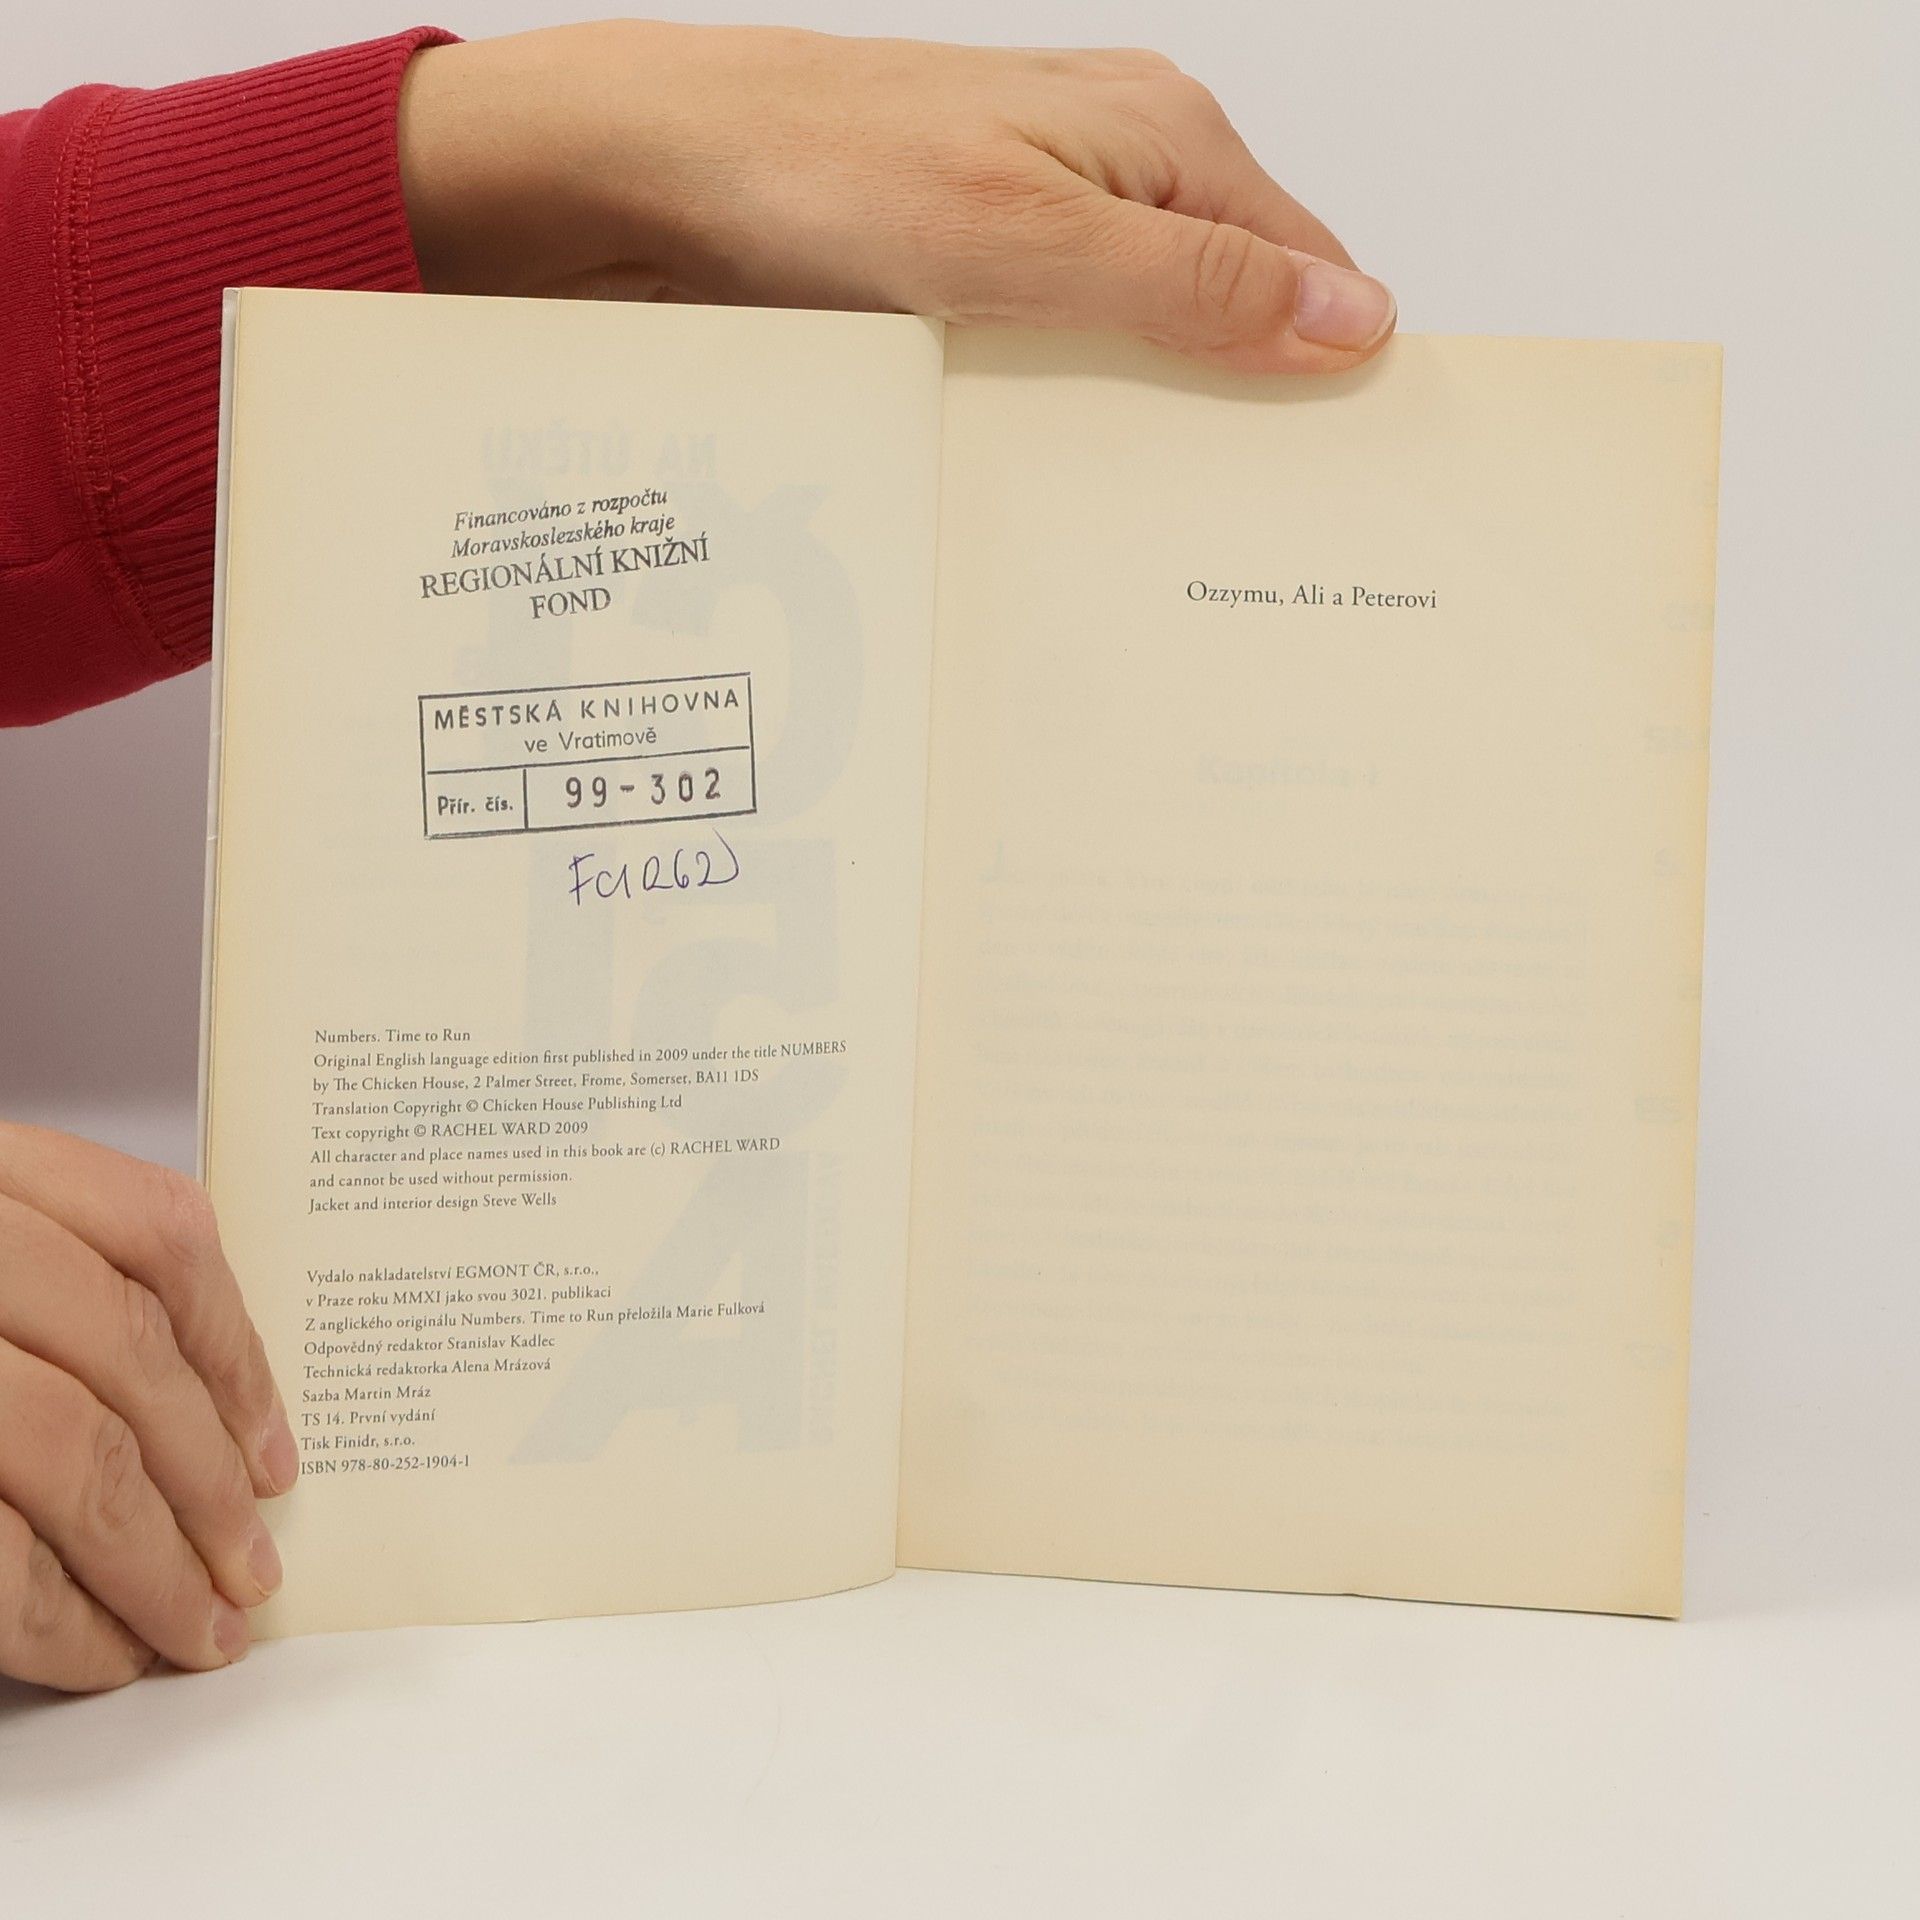 Financováno z rozpočtu
Moravskoslezského kraje
REGIONÁLNÍ KNIŽNÍ
FOND
MĚSTSKÁ KNIHOVNA
ve Vratimově
Přír. čís. 99-302
Numbers. Time to Run
Original English language edition first published in 2009 under the title NUMBERS
by The Chicken House, 2 Palmer Street, Frome, Somerset, BA11 1DS
Translation Copyright © Chicken House Publishing Ltd
Text copyright © RACHEL WARD 2009
All character and place names used in this book are (c) RACHEL WARD
and cannot be used without permission.
Jacket and interior design Steve Wells
Vydalo nakladatelství EGMONT ČR, s.r.o.,
v Praze roku MMXI jako svou 3021. publikaci
Z anglického originálu Numbers. Time to Run přeložila Marie Fulková
Odpovědný redaktor Stanislav Kadlec
Technická redaktorka Alena Mrázová
Sazba Martin Mráz
TS 14. První vydání
Tisk Finidr, s.r.o.
ISBN 978-80-252-1904-1
Ozzymu, Ali a Peterovi